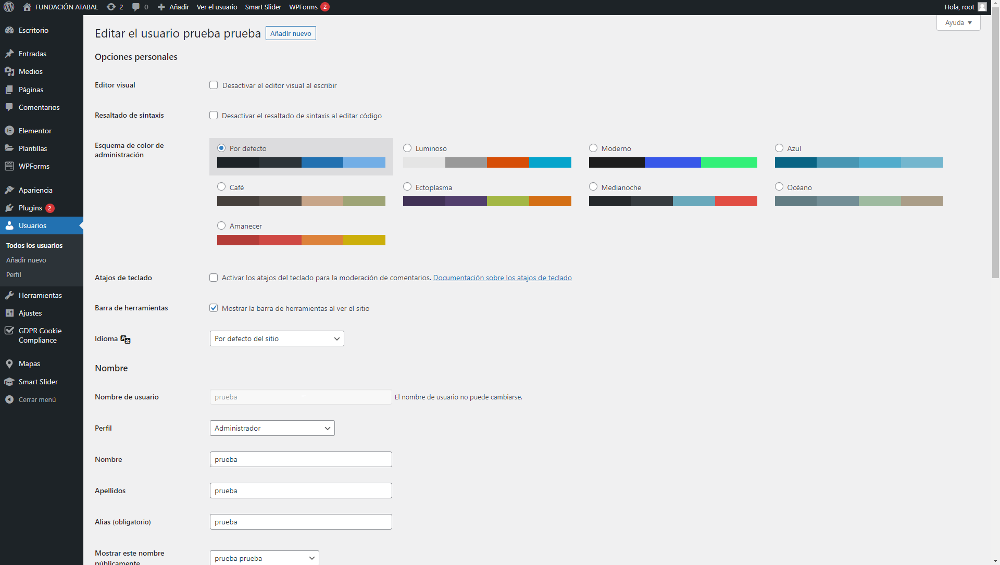 FUNDACIÓN ATABAL 2 0 Añadir Ver el usuario Smart Slider WPForms 2 Hola, root
Ayuda
Escritorio
Entradas
Medios
Páginas
Comentarios
Elementor
Plantillas
WPForms
Apariencia
Plugins 2
Usuarios
Todos los usuarios
Añadir nuevo
Perfil
Herramientas
Ajustes
GDPR Cookie
Compliance
Mapas
Smart Slider
Cerrar menú
Editar el usuario prueba prueba Añadir nuevo
Opciones personales
Editor visual Desactivar el editor visual al escribir
Resaltado de sintaxis Desactivar el resaltado de sintaxis al editar código
Esquema de color de
administración
Por defecto Luminoso Moderno Azul
Café Ectoplasma Medianoche Océano
Amanecer
Atajos de teclado Activar los atajos del teclado para la moderación de comentarios. Documentación sobre los atajos de teclado
Barra de herramientas Mostrar la barra de herramientas al ver el sitio
Idioma Por defecto del sitio
Nombre
Nombre de usuario prueba El nombre de usuario no puede cambiarse.
Perfil Administrador
Nombre prueba
Apellidos prueba
Alias (obligatorio) prueba
Mostrar este nombre
públicamente
prueba prueba